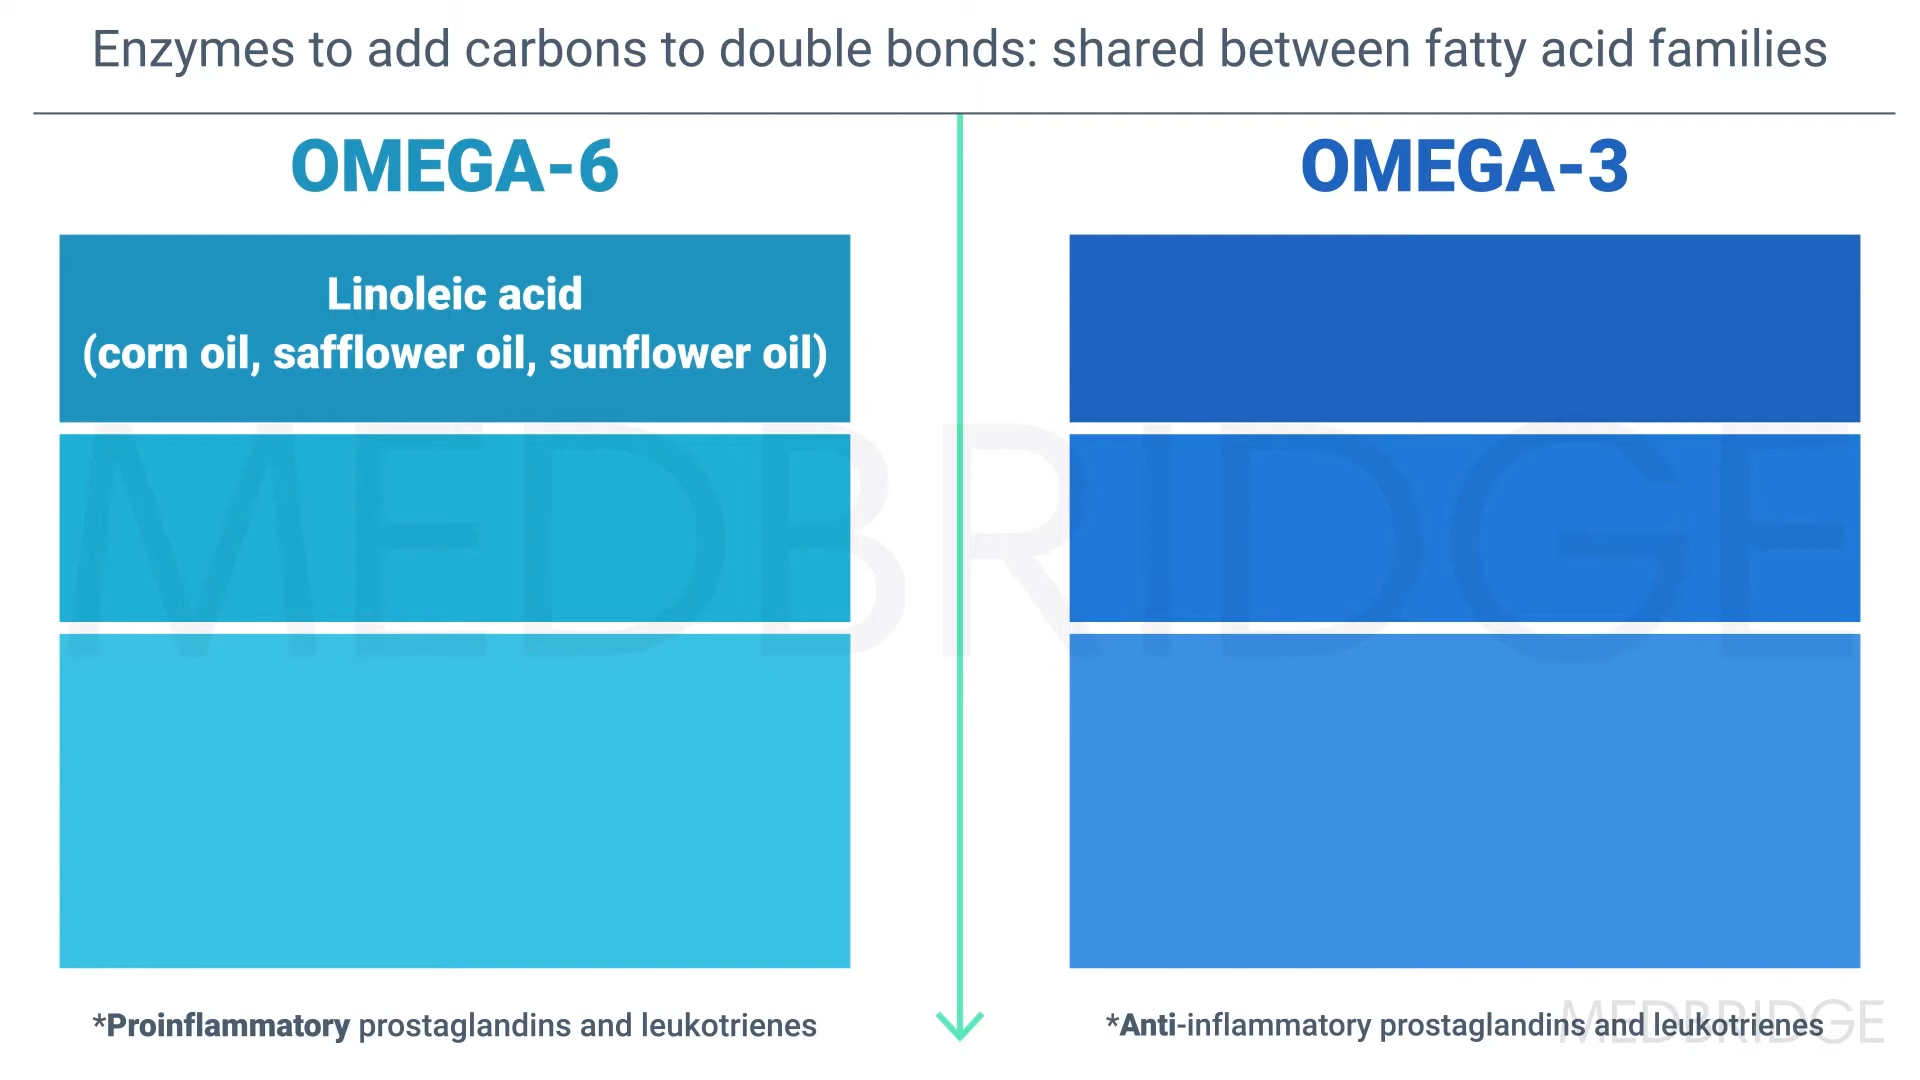 Enzymes to add carbons to double bonds: shared between fatty acid families
OMEGA-6
Linoleic acid
(corn oil, safflower oil, sunflower oil)
*Proinflammatory prostaglandins and leukotrienes
OMEGA-3
*Anti-inflammatory prostaglandins and leukotrienes
MEDBRIDGE
MEDBRIDGE